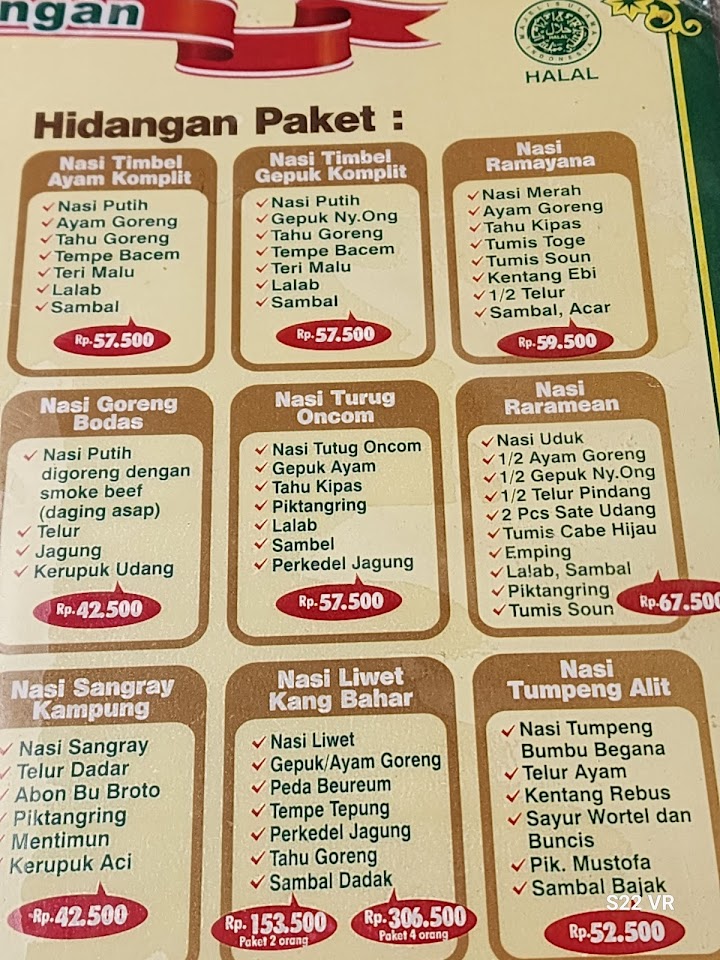 ngan
MAJELIS ULAMA
HALAL
INDONESIA
HALAL
Hidangan Paket :
Nasi Timbel
Ayam Komplit
✓ Nasi Putih
✓ Ayam Goreng
✓ Tahu Goreng
✓ Tempe Bacem
✓ Teri Malu
✓ Lalab
✓ Sambal
Rp.57.500
Nasi Timbel
Gepuk Komplit
✓ Nasi Putih
✓ Gepuk Ny.Ong
✓ Tahu Goreng
✓ Tempe Bacem
✓ Teri Malu
✓ Lalab
✓ Sambal
Rp.57.500
Nasi
Ramayana
✓ Nasi Merah
✓ Ayam Goreng
✓ Tahu Kipas
✓ Tumis Toge
✓ Tumis Soun
✓ Kentang Ebi
✓ 1/2 Telur
✓ Sambal, Acar
Rp.59.500
Nasi Goreng
Bodas
✓ Nasi Putih
digoreng dengan
smoke beef
(daging asap)
✓ Telur
✓ Jagung
✓ Kerupuk Udang
Rp.42.500
Nasi Turug
Oncom
✓ Nasi Tutug Oncom
✓ Gepuk Ayam
✓ Tahu Kipas
✓ Piktangring
✓ Lalab
✓ Sambel
✓ Perkedel Jagung
Rp.57.500
Nasi
Raramean
✓ Nasi Uduk
✓ 1/2 Ayam Goreng
✓ 1/2 Gepuk Ny.Ong
✓ 1/2 Telur Pindang
✓ 2 Pcs Sate Udang
✓ Tumis Cabe Hijau
✓ Emping
✓ Lalab, Sambal
✓ Piktangring
✓ Tumis Soun
Rp.67.500
Nasi Sangray
Kampung
✓ Nasi Sangray
✓ Telur Dadar
✓ Abon Bu Broto
✓ Piktangring
✓ Mentimun
✓ Kerupuk Aci
Rp.42.500
Nasi Liwet
Kang Bahar
✓ Nasi Liwet
✓ Gepuk/Ayam Goreng
✓ Peda Beureum
✓ Tempe Tepung
✓ Perkedel Jagung
✓ Tahu Goreng
✓ Sambal Dadak
Rp. 153.500
Paket 2 orang
Rp. 306.500
Paket 4 orang
Nasi
Tumpeng Alit
✓ Nasi Tumpeng
Bumbu Begana
✓ Telur Ayam
✓ Kentang Rebus
✓ Sayur Wortel dan
Buncis
✓ Pik. Mustofa
✓ Sambal Bajak
Rp.52.500
S22 VR